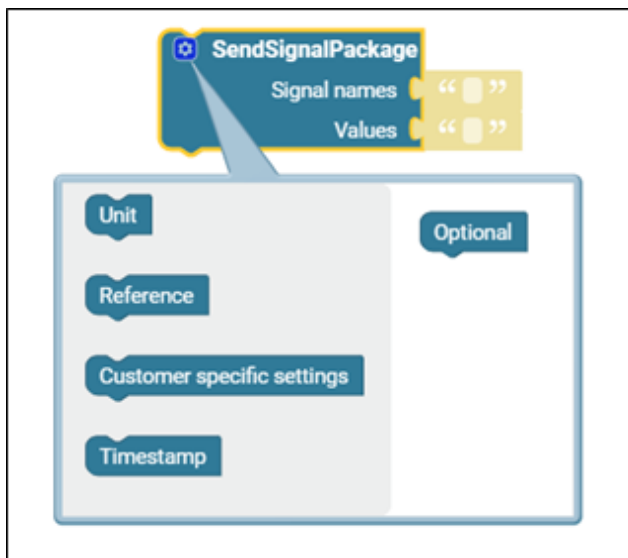 SendSignalPackage
Signal names “ ”
Values “ ”
Unit
Optional
Reference
Customer specific settings
Timestamp